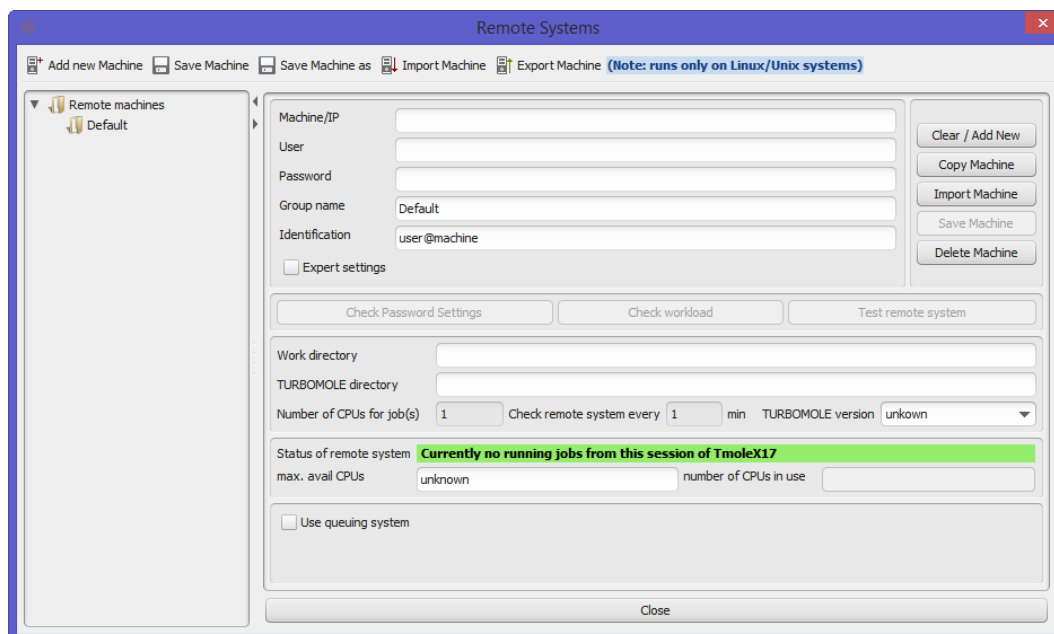 Remote Systems
Add new Machine Save Machine Save Machine as Import Machine Export Machine (Note: runs only on Linux/Unix systems)
Remote machines
Default
Machine/IP
User
Password
Group name Default
Identification user@machine
Expert settings
Clear / Add New
Copy Machine
Import Machine
Save Machine
Delete Machine
Check Password Settings Check workload Test remote system
Work directory
TURBOMOLE directory
Number of CPUs for job(s) 1 Check remote system every 1 min TURBOMOLE version unkown
Status of remote system Currently no running jobs from this session of TmoleX17
max. avail CPUs unknown number of CPUs in use
Use queuing system
Close